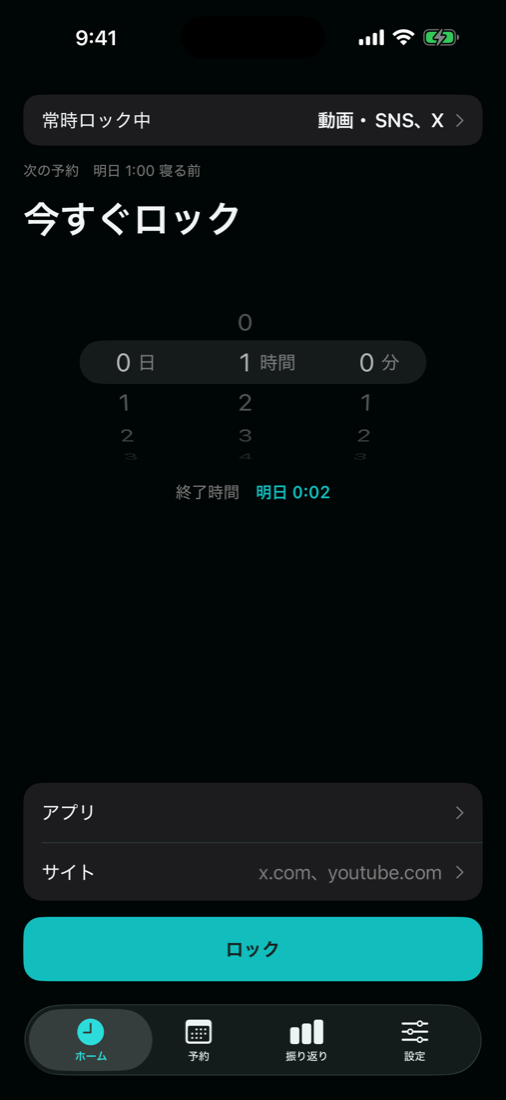 9:41
常時ロック中 動画・SNS、X
次の予約 明日 1:00 寝る前
今すぐロック
0
0 日 1 時間 0 分
1 2 1
2 3 2
3 4 3
終了時間 明日 0:02
アプリ
サイト x.com、youtube.com
ロック
ホーム 予約 振り返り 設定